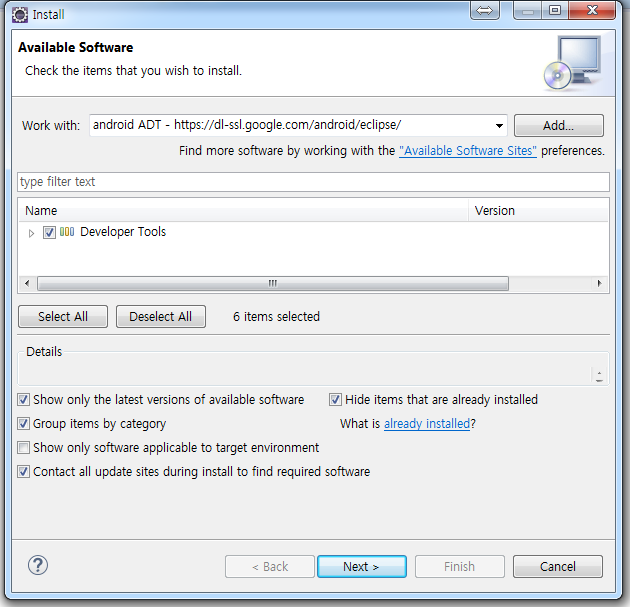 Install
Available Software
Check the items that you wish to install.
Work with: android ADT - https://dl-ssl.google.com/android/eclipse/ Add...
Find more software by working with the "Available Software Sites" preferences.
type filter text
Name Version
Developer Tools
Select All Deselect All 6 items selected
Details
Show only the latest versions of available software Hide items that are already installed
Group items by category What is already installed?
Show only software applicable to target environment
Contact all update sites during install to find required software
? < Back Next > Finish Cancel